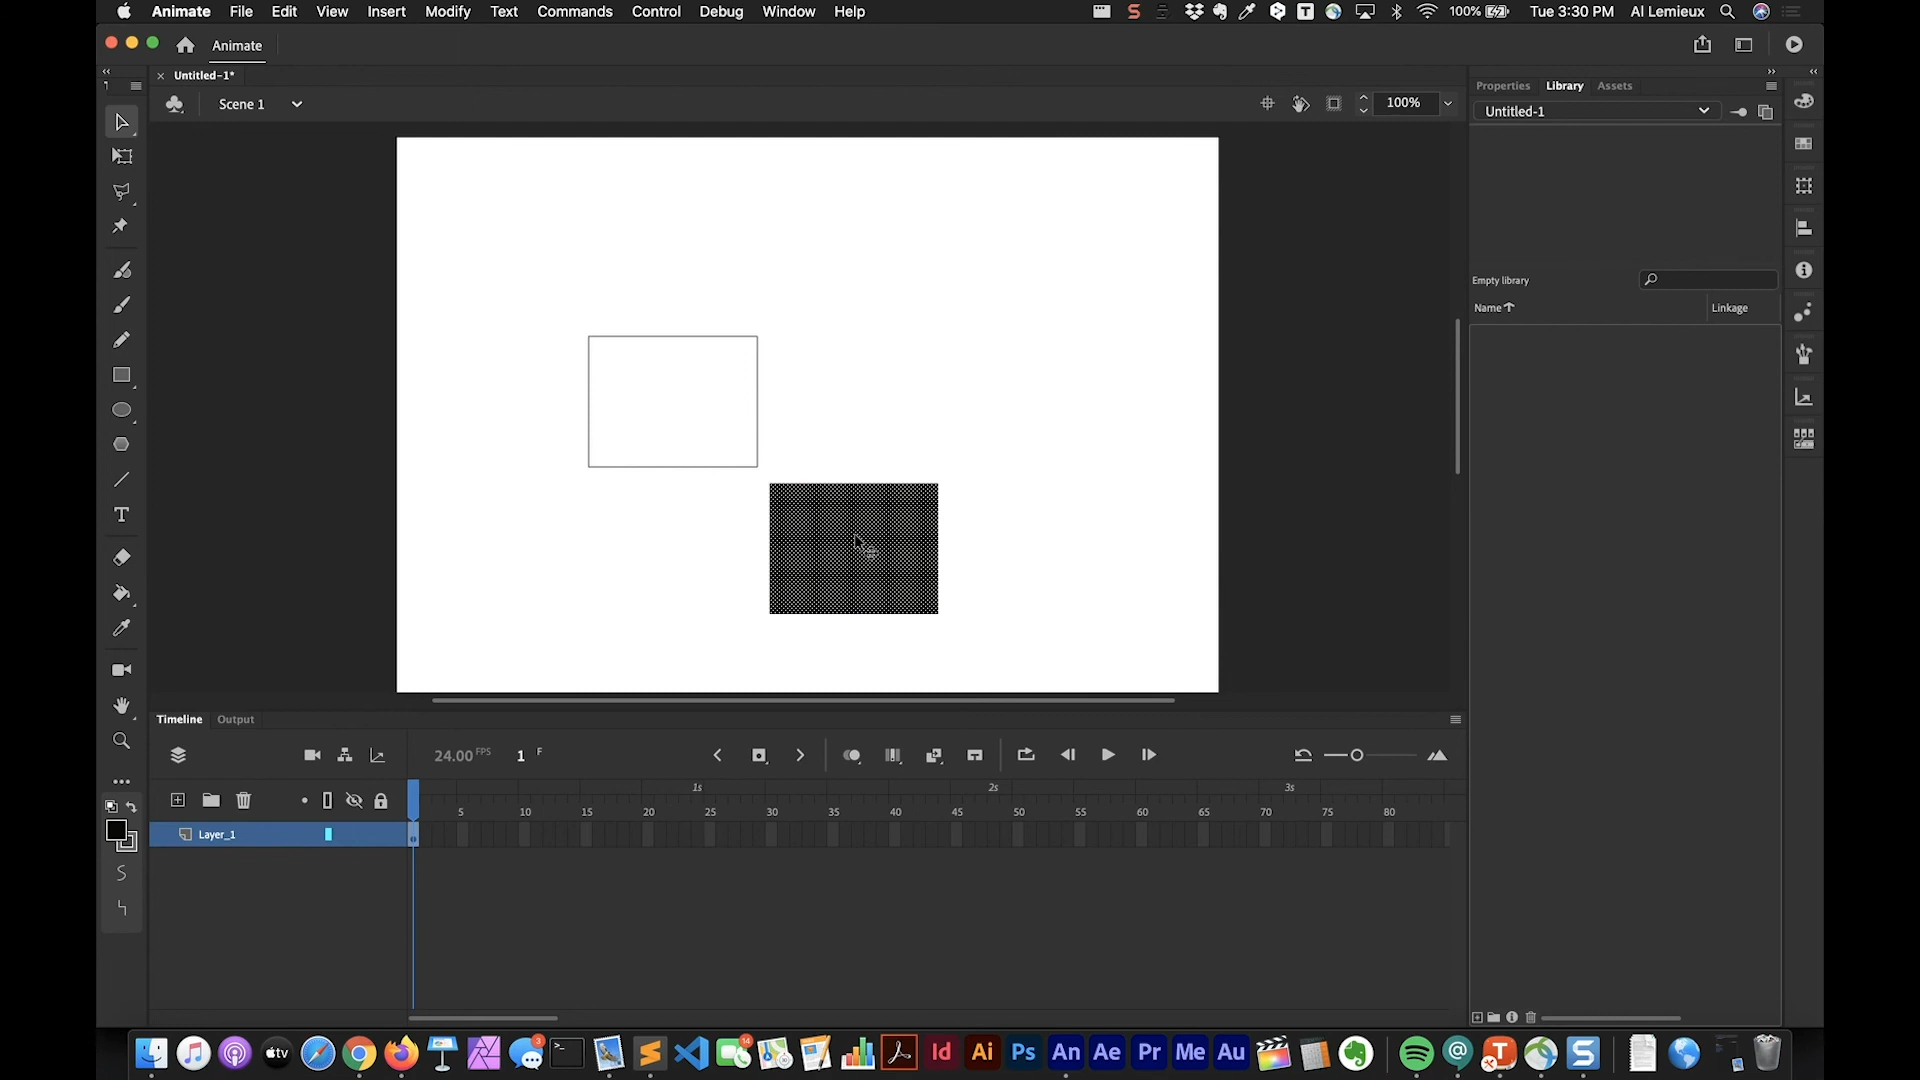 Animate File Edit View Insert Modify Text Commands Control Debug Window Help
100% Tue 3:30 PM Al Lemieux
Animate
Untitled-1*
Properties Library Assets
Scene 1
100%
Untitled-1
Empty library
Name Linkage
Timeline Output
24.00 FPS 1 F
1s 2s 3s
5 10 15 20 25 30 35 40 45 50 55 60 65 70 75 80
Layer_1
tv 3 14 Id Ai Ps An Ae Pr Me Au